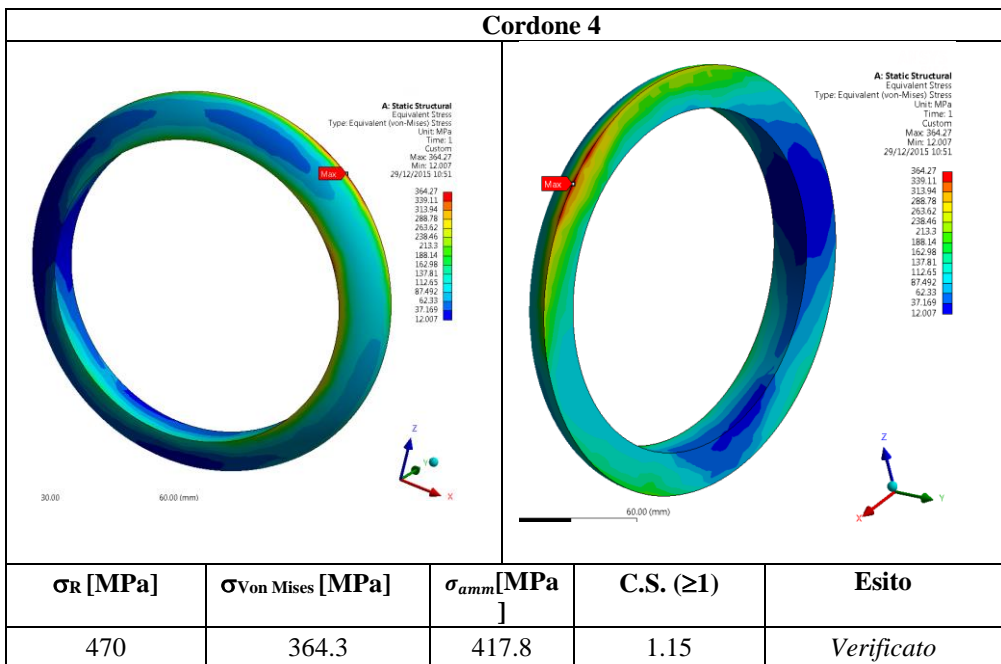 Cordone 4
A: Static Structural
Equivalent Stress
Type: Equivalent (von-Mises) Stress
Unit: MPa
Time: 1
Custom
Max: 364.27
Min: 12.007
29/12/2015 10:51
364.27
339.11
313.94
288.78
263.62
238.46
213.3
188.14
162.98
137.81
112.65
87.492
62.33
37.169
12.007
Max
Z
Y
X
30.00
60.00 (mm)
A: Static Structural
Equivalent Stress
Type: Equivalent (von-Mises) Stress
Unit: MPa
Time: 1
Custom
Max: 364.27
Min: 12.007
29/12/2015 10:51
364.27
339.11
313.94
288.78
263.62
238.46
213.3
188.14
162.98
137.81
112.65
87.492
62.33
37.169
12.007
Max
Z
Y
X
60.00 (mm)
σR [MPa] σVon Mises [MPa] σamm[MPa
] C.S. (≥1) Esito
470 364.3 417.8 1.15 Verificato